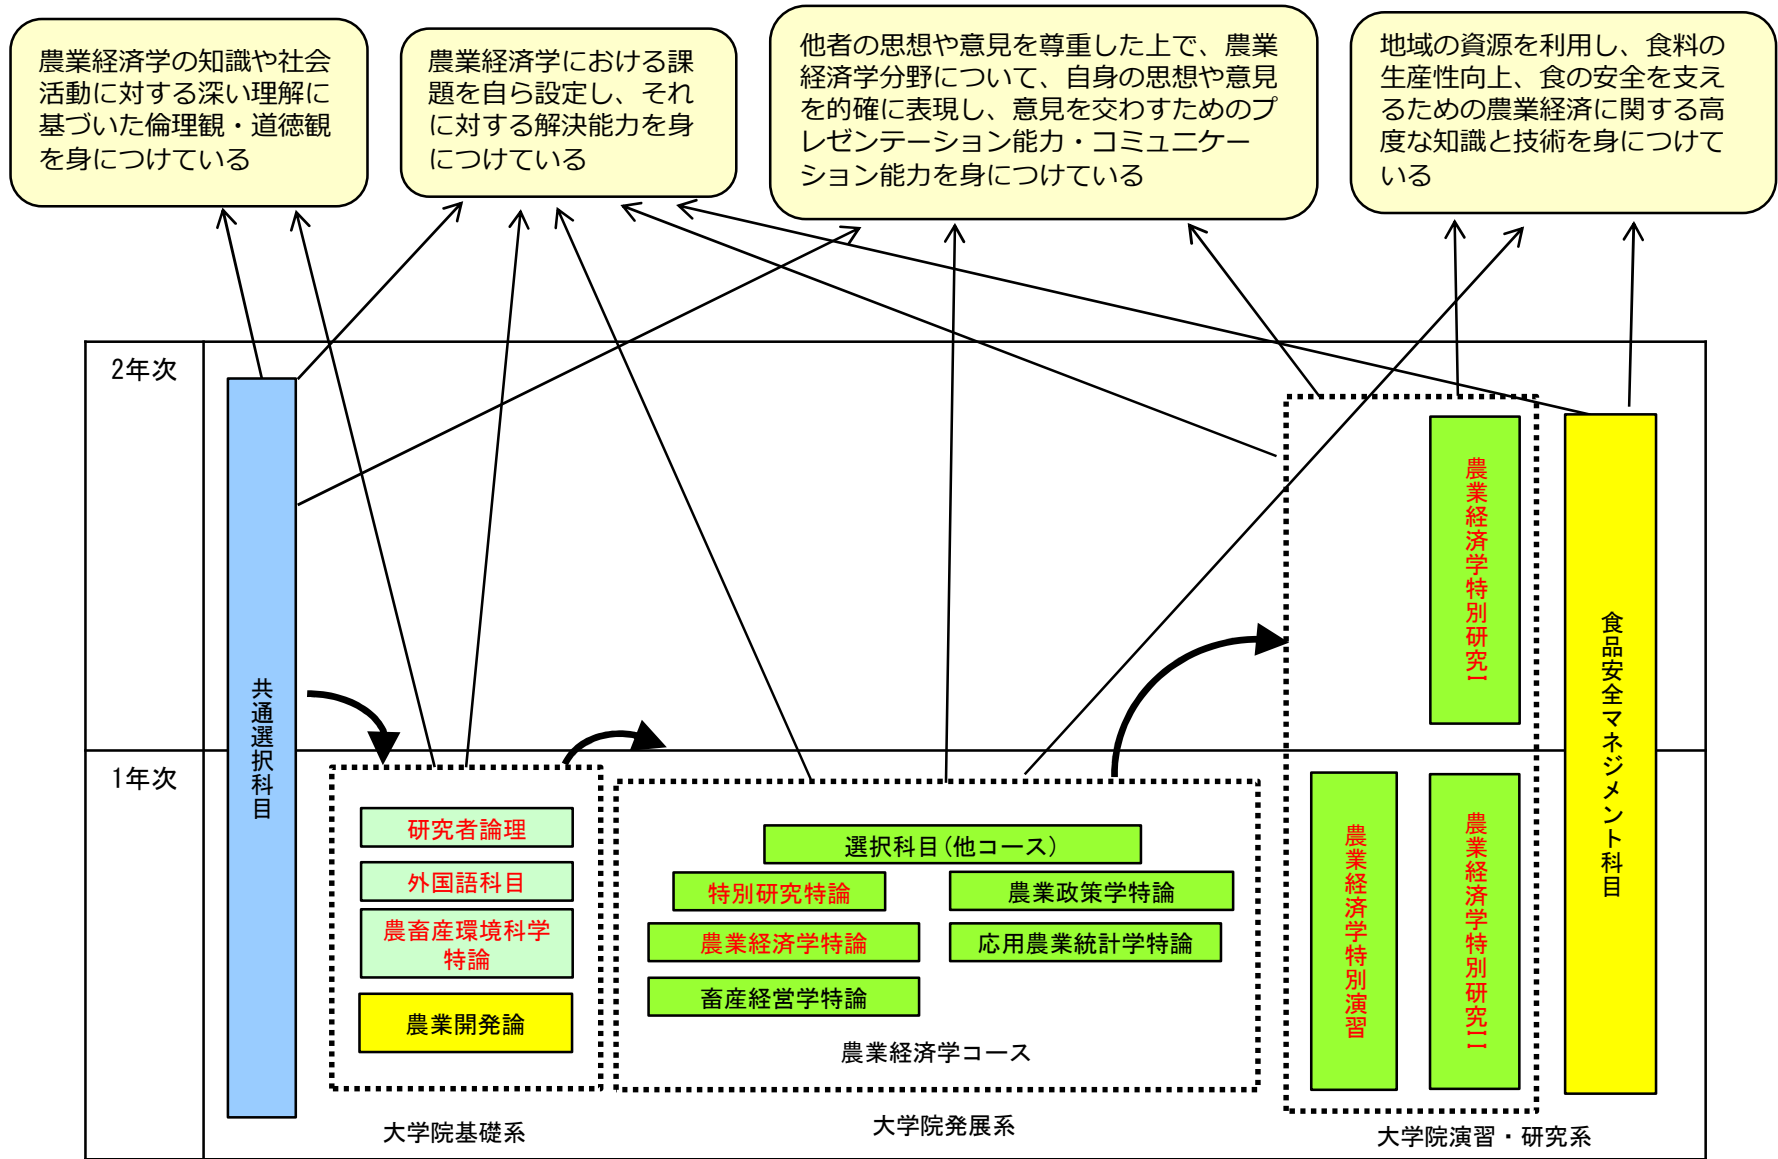 農業経済学の知識や社会
活動に対する深い理解に
基づいた倫理観・道徳観
を身につけている
農業経済学における課
題を自ら設定し、それ
に対する解決能力を身
につけている
他者の思想や意見を尊重した上で、農業
経済学分野について、自身の思想や意見
を的確に表現し、意見を交わすためのプ
レゼンテーション能力・コミュニケー
ション能力を身につけている
地域の資源を利用し、食料の
生産性向上、食の安全を支え
るための農業経済に関する高
度な知識と技術を身につけて
いる
2年次
1年次
共通選択科目
研究者論理
外国語科目
農畜産環境科学
特論
農業開発論
大学院基礎系
選択科目(他コース)
特別研究特論
農業政策学特論
農業経済学特論
応用農業統計学特論
畜産経営学特論
農業経済学コース
大学院発展系
農業経済学特別研究I
農業経済学特別演習
農業経済学特別研究II
大学院演習・研究系
食品安全マネジメント科目